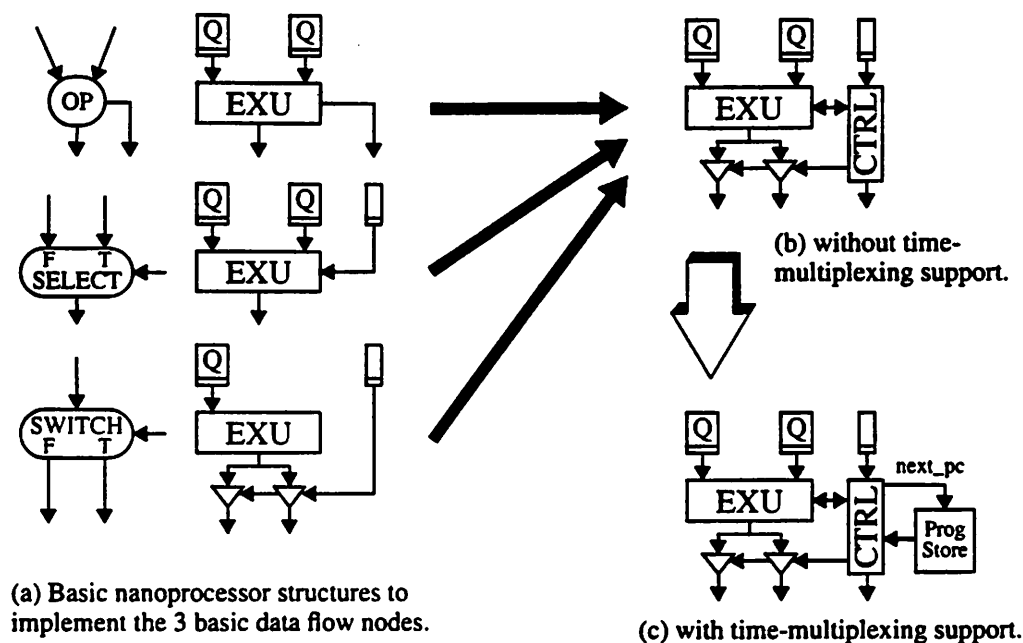 Q Q
OP
EXU
Q Q
F T
SELECT
EXU
Q
SWITCH
F T
EXU
(a) Basic nanoprocessor structures to
implement the 3 basic data flow nodes.
Q Q
EXU
CTRL
(b) without time-
multiplexing support.
Q Q
next_pc
EXU
CTRL
Prog
Store
(c) with time-multiplexing support.